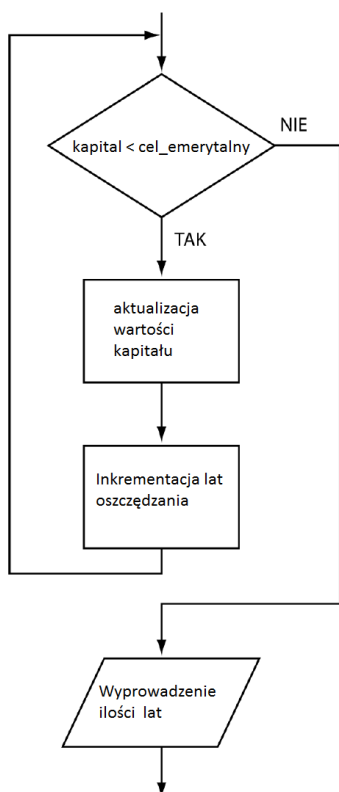 kapital < cel_emerytalny
NIE
TAK
aktualizacja
wartości
kapitału
Inkrementacja lat
oszczędzania
Wyprowadzenie
ilości lat